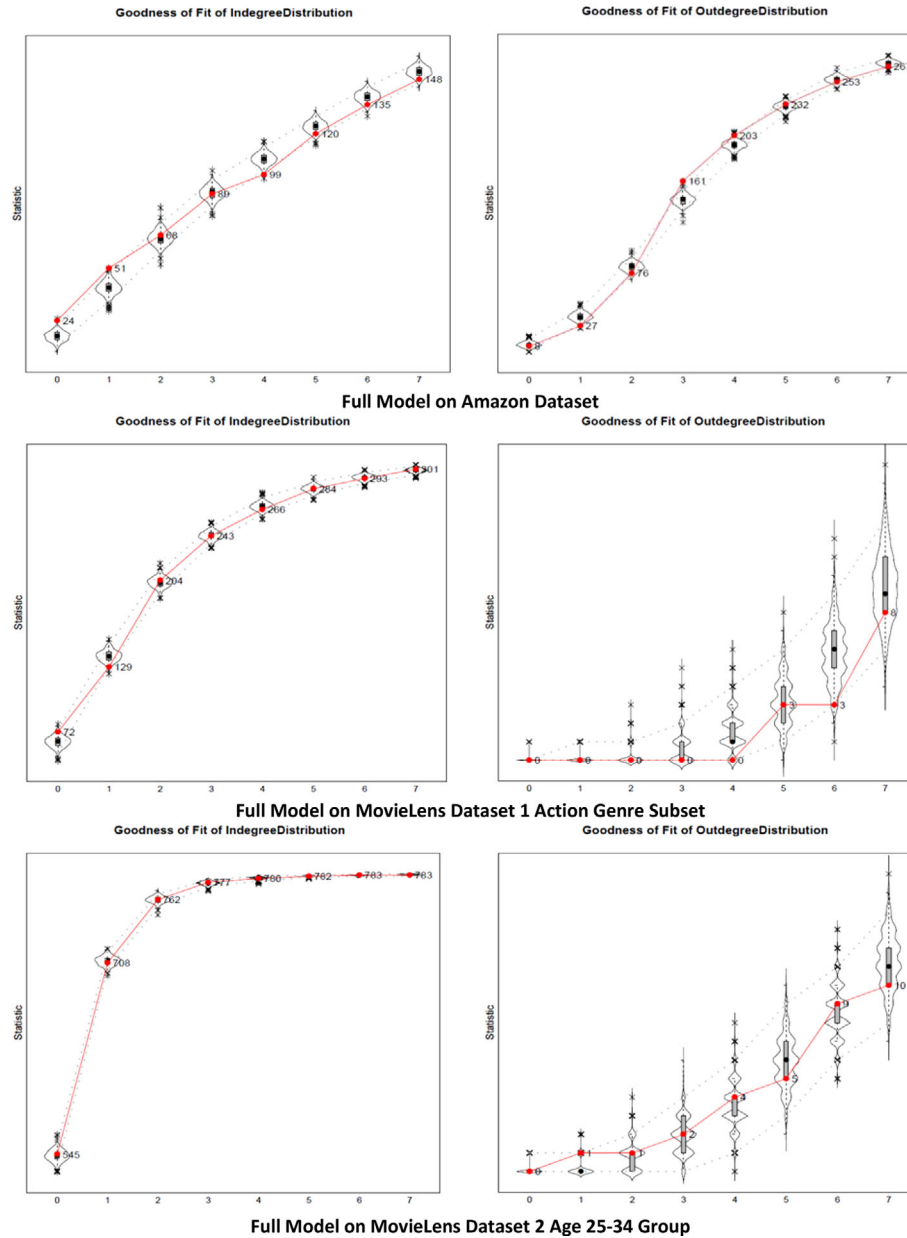 Goodness of Fit of IndegreeDistribution
Goodness of Fit of OutdegreeDistribution
Statistic
24
51
68
89
99
120
135
148
0 1 2 3 4 5 6 7
Statistic
8
27
76
161
203
232
253
0 1 2 3 4 5 6 7
Full Model on Amazon Dataset
Goodness of Fit of IndegreeDistribution
Goodness of Fit of OutdegreeDistribution
Statistic
72
129
204
243
266
284
293
301
0 1 2 3 4 5 6 7
Statistic
0
0
0
0
0
3
3
8
0 1 2 3 4 5 6 7
Full Model on MovieLens Dataset 1 Action Genre Subset
Goodness of Fit of IndegreeDistribution
Goodness of Fit of OutdegreeDistribution
Statistic
545
708
762
777
780
782
783
783
0 1 2 3 4 5 6 7
Statistic
0
1
1
2
4
5
9
10
0 1 2 3 4 5 6 7
Full Model on MovieLens Dataset 2 Age 25-34 Group